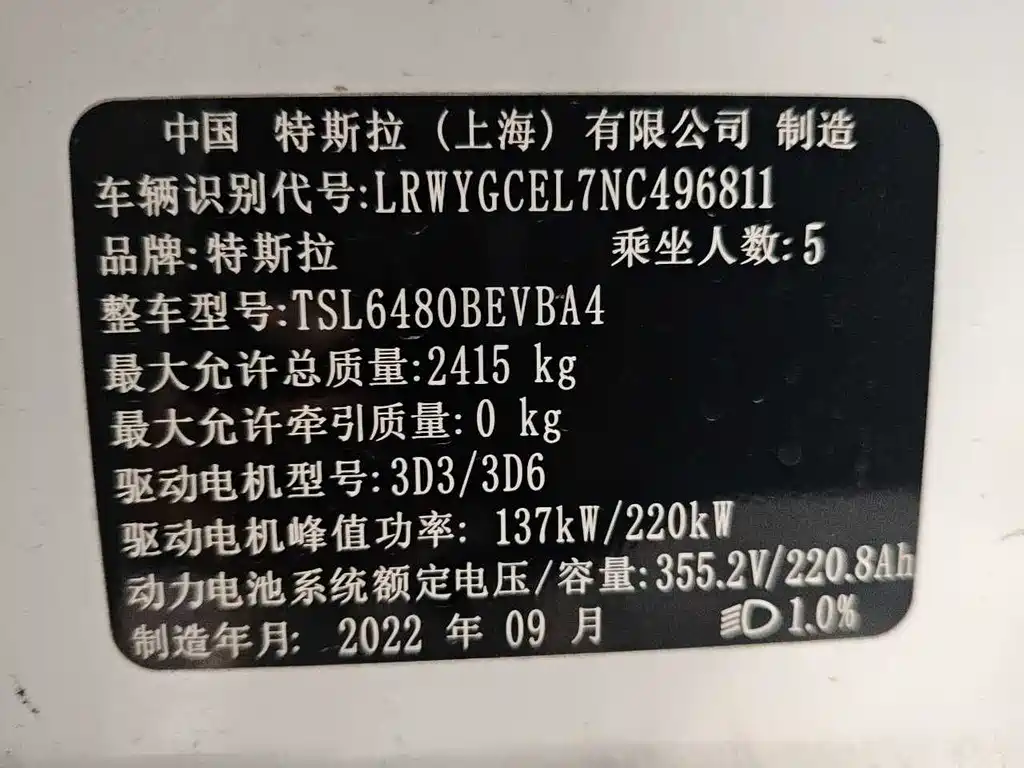 中国 特斯拉 (上海) 有限公司 制造
车辆识别代号:LRWYGCEL7NC496811
品牌:特斯拉 乘坐人数:5
整车型号:TSL6480BEVBA4
最大允许总质量:2415 kg
最大允许牵引质量: 0 kg
驱动电机型号:3D3/3D6
驱动电机峰值功率: 137kW/220kW
动力电池系统额定电压/容量:355.2V/220.8Ah
制造年月: 2022 年 09 月 1.0%